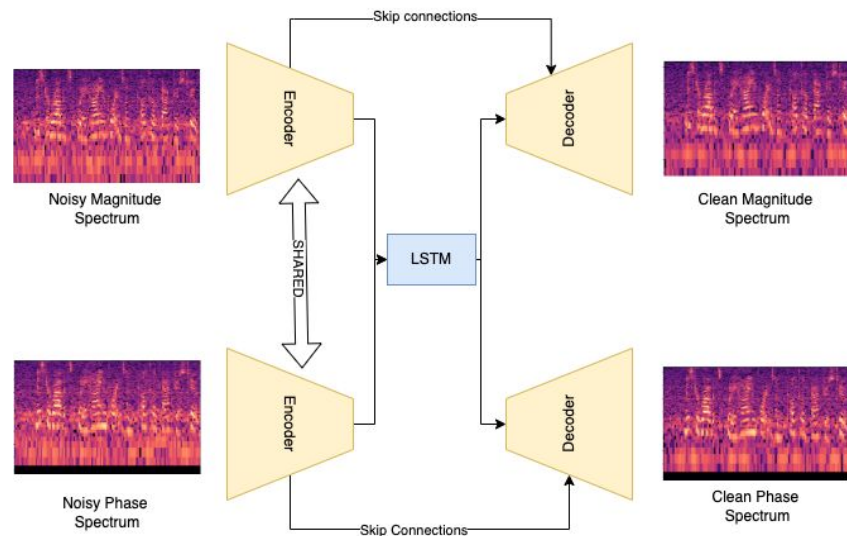 Skip connections
Encoder
Decoder
Noisy Magnitude
Spectrum
Clean Magnitude
Spectrum
SHARED
LSTM
Encoder
Decoder
Noisy Phase
Spectrum
Clean Phase
Spectrum
Skip Connections